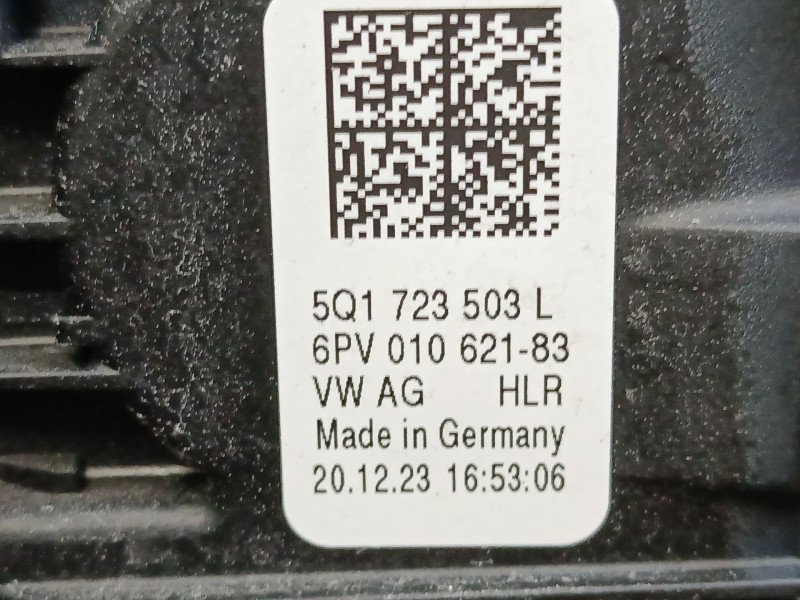 5Q1 723 503 L
6PV 010 621-83
VW AG HLR
Made in Germany
20.12.23 16:53:06